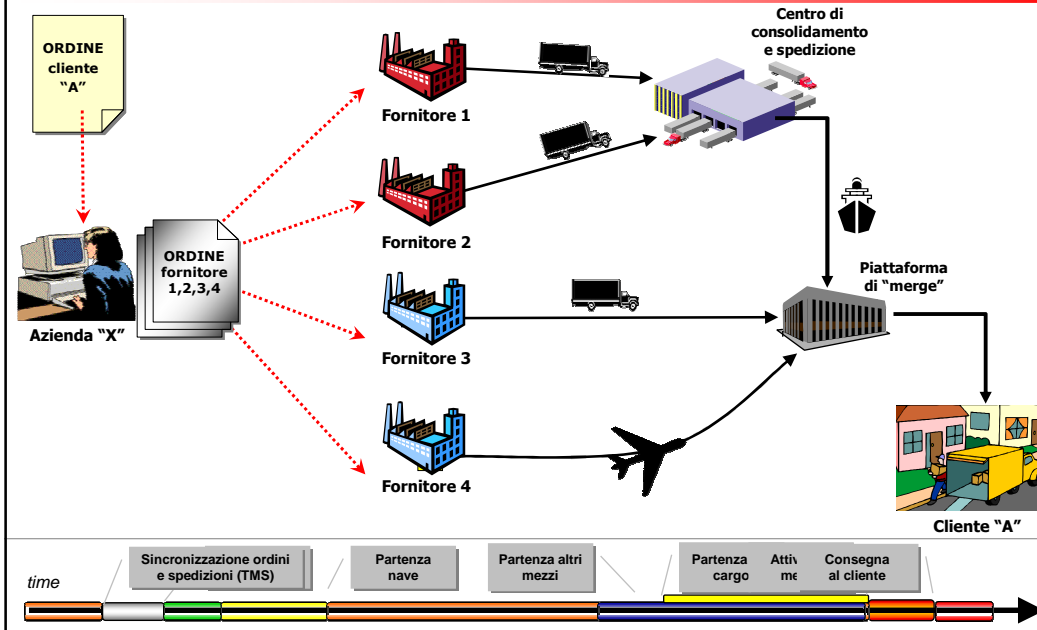 ORDINE
cliente
“A”
Centro di
consolidamento
e spedizione
Fornitore 1
Fornitore 2
ORDINE
fornitore
1,2,3,4
Azienda “X”
Piattaforma
di “merge”
Fornitore 3
Fornitore 4
Cliente “A”
time
Sincronizzazione ordini
e spedizioni (TMS)
Partenza
nave
Partenza altri
mezzi
Partenza
cargo
Consegna
al cliente